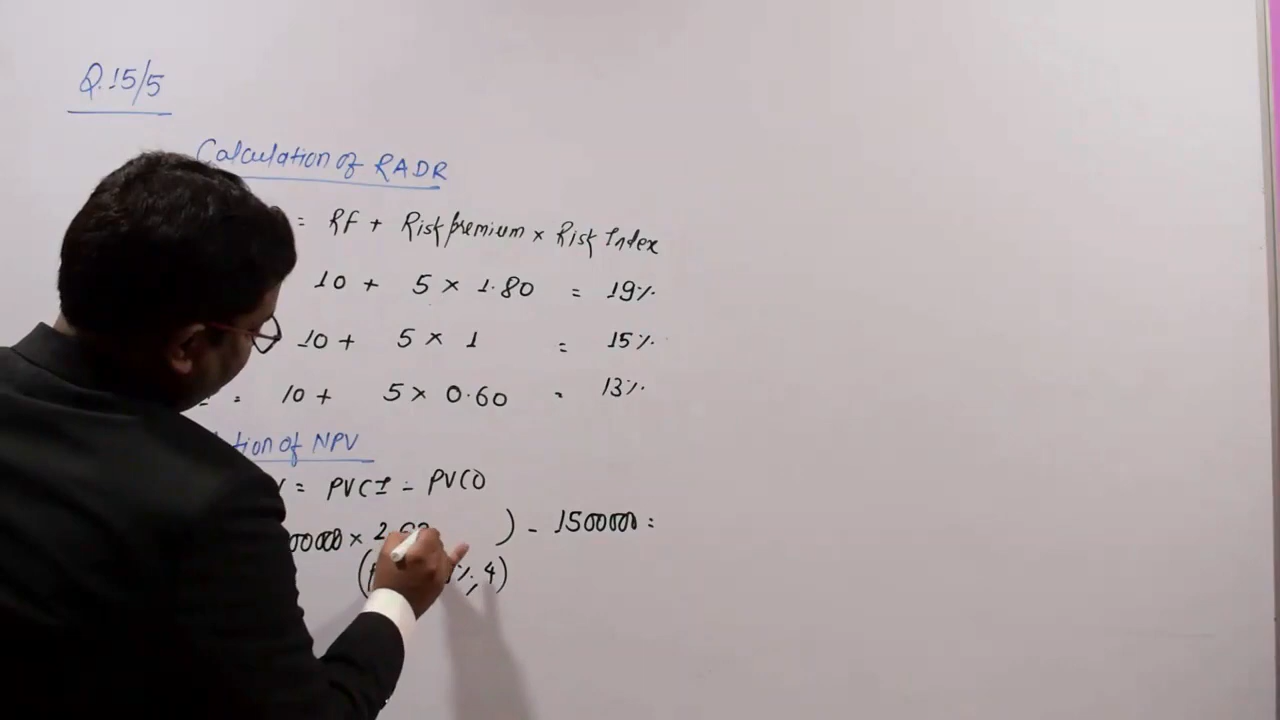 Q.15/5
Calculation of RADR
= RF + Risk premium × Risk Index
10 + 5 × 1.80 = 19%
10 + 5 × 1 = 15%
= 10 + 5 × 0.60 = 13%
tion of NPV
= PVCI - PVCO
× ) - 1500000 =
%, 4)